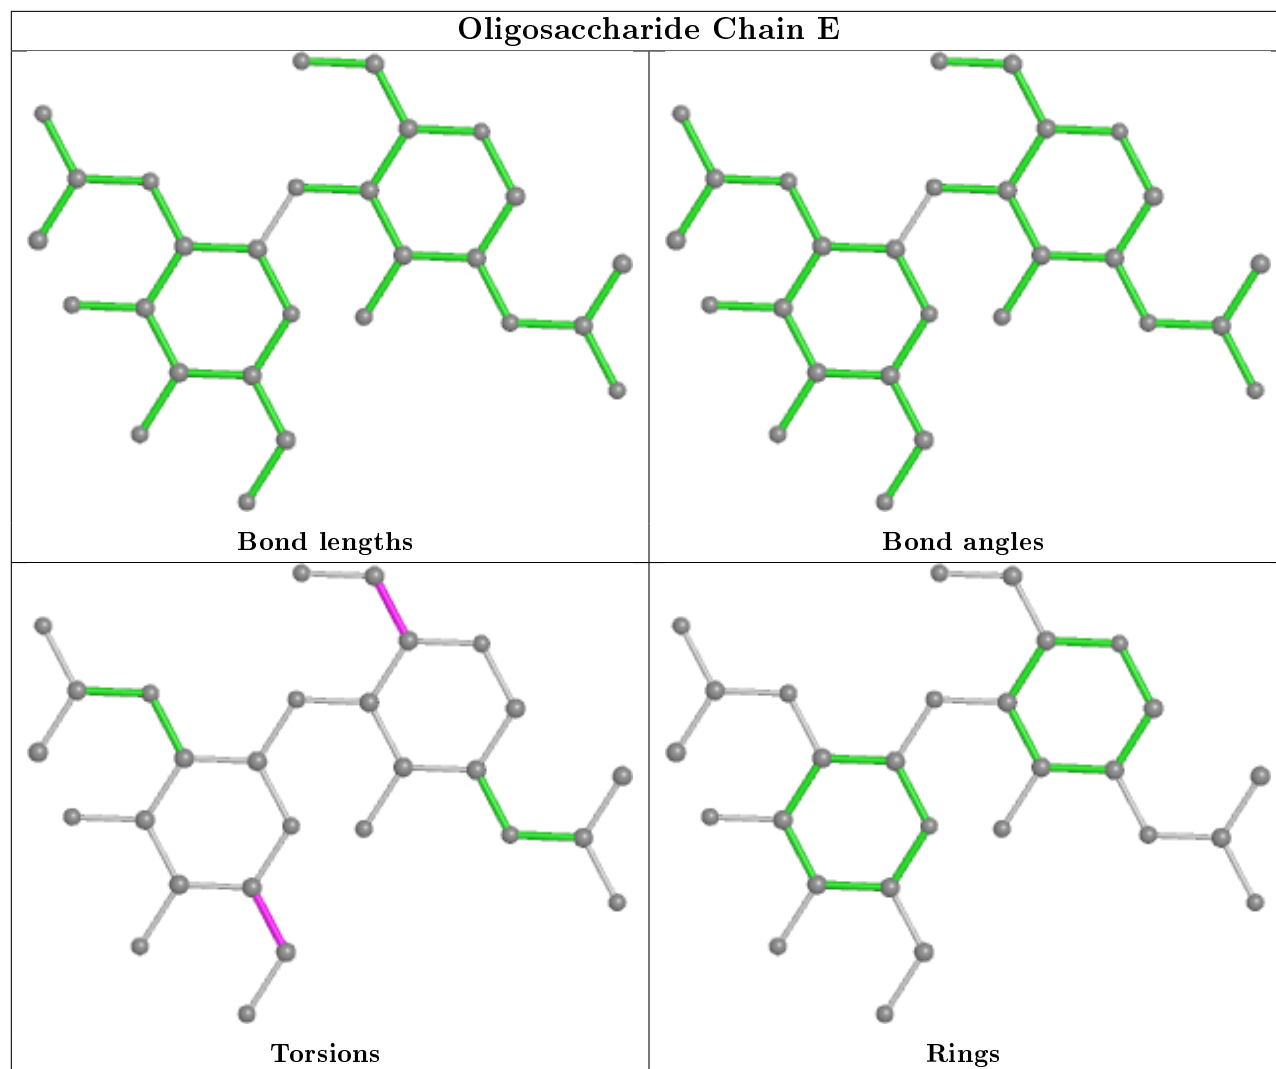 Oligosaccharide Chain E
Bond lengths
Bond angles
Torsions
Rings